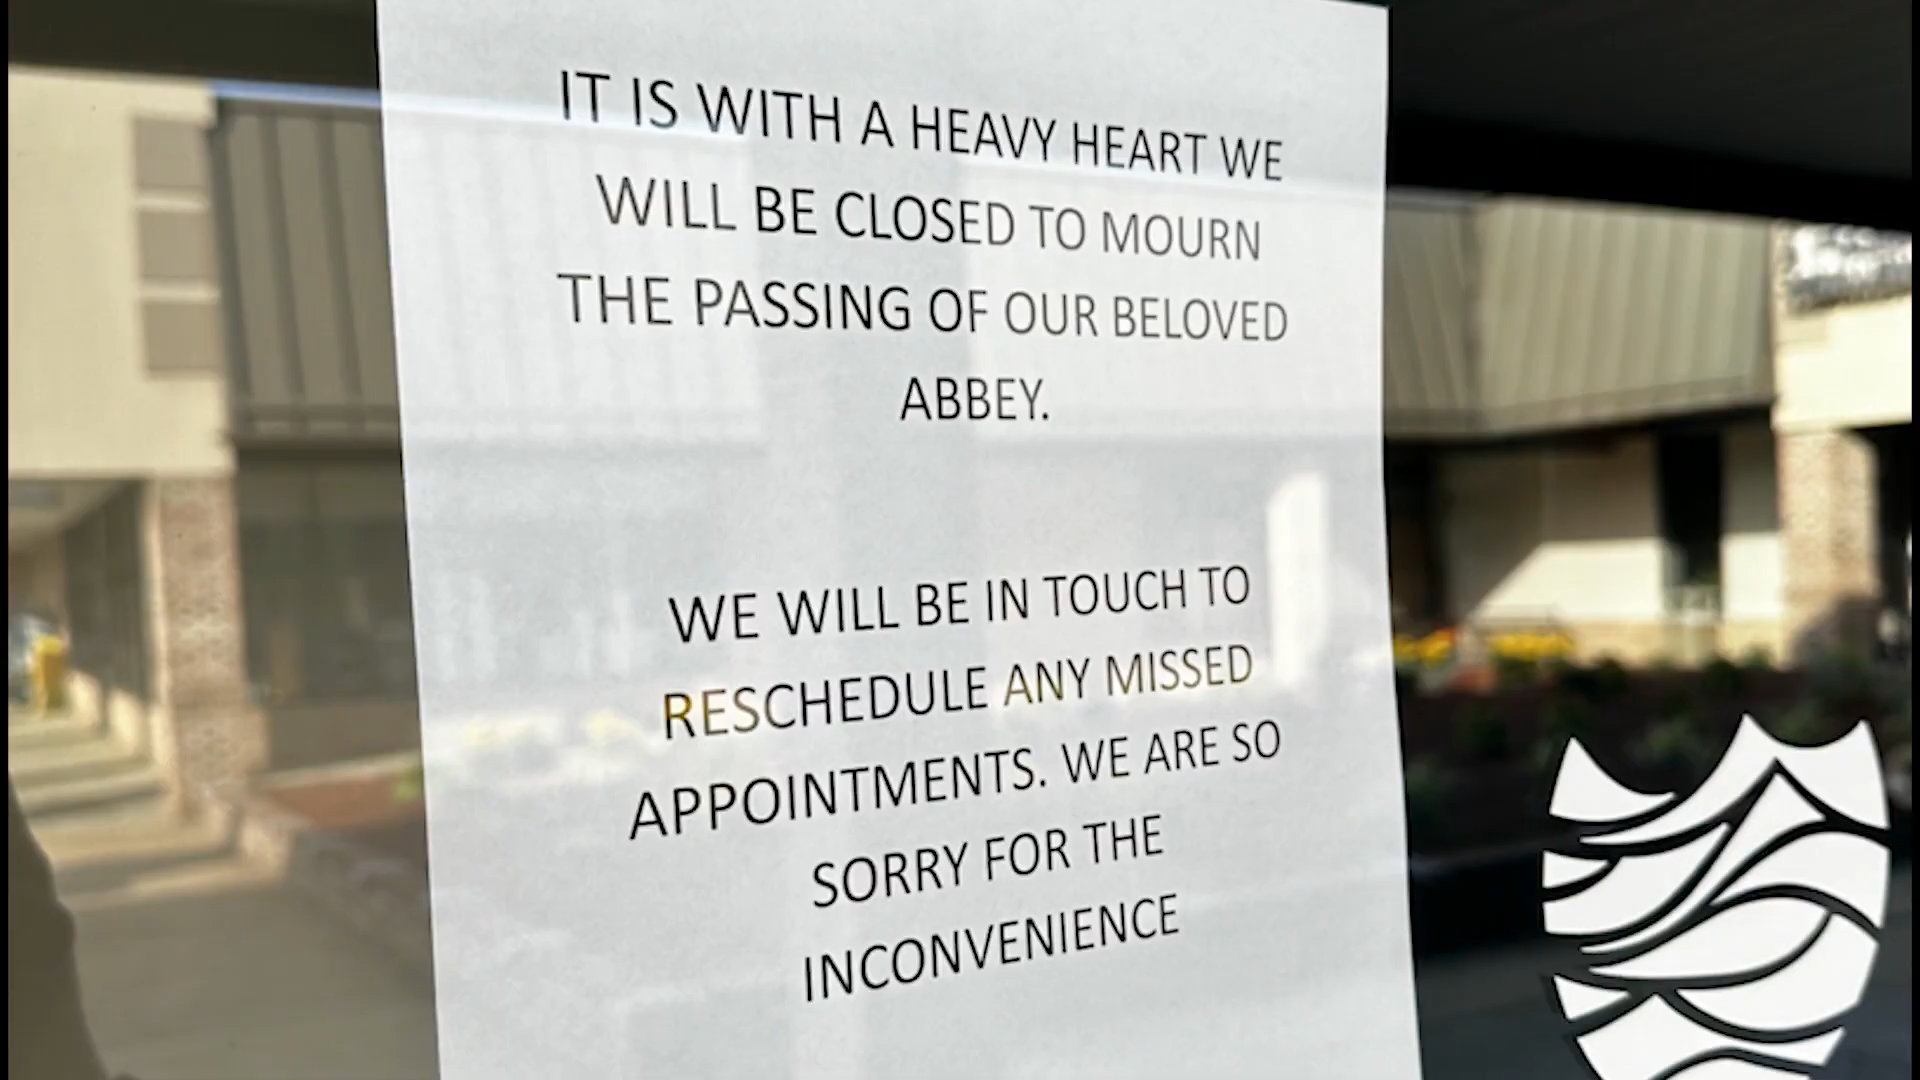 IT IS WITH A HEAVY HEART WE
WILL BE CLOSED TO MOURN
THE PASSING OF OUR BELOVED
ABBEY.
WE WILL BE IN TOUCH TO
RESCHEDULE ANY MISSED
APPOINTMENTS. WE ARE SO
SORRY FOR THE
INCONVENIENCE